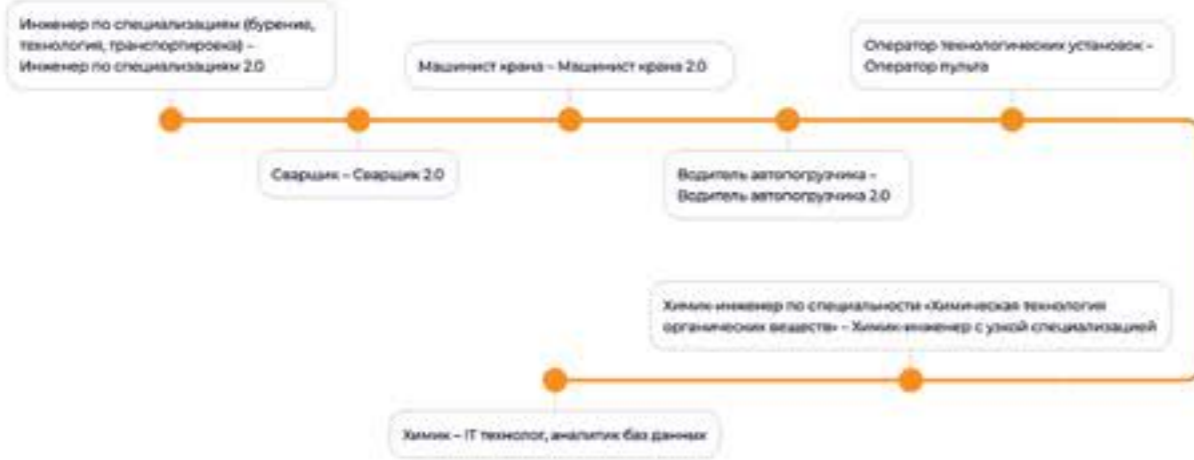 Инженер по специализациям (бурение,
технология, транспортировка) –
Инженер по специализациям 2.0
Машинист крана – Машинист крана 2.0
Оператор технологических установок –
Оператор пульта
Сварщик – Сварщик 2.0
Водитель автопогрузчика –
Водитель автопогрузчика 2.0
Химик-инженер по специальности «Химическая технология
органических веществ» – Химик-инженер с узкой специализацией
Химик – IT технолог, аналитик баз данных